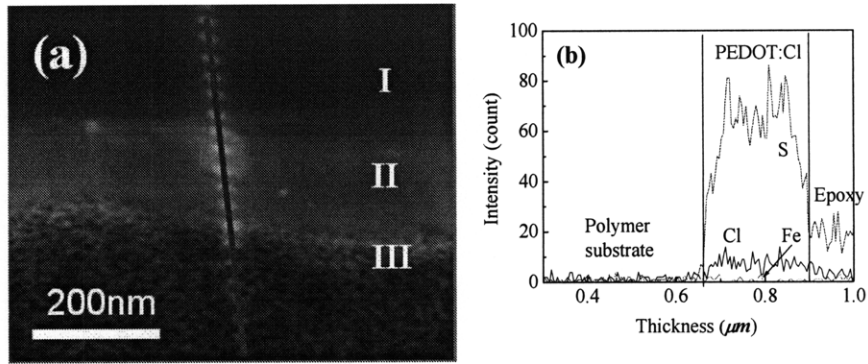 (a)
I
II
III
200nm
(b)
PEDOT:Cl
S
Epoxy
Polymer
substrate
Cl
Fe
Intensity (count)
100
80
60
40
20
0
0.4
0.6
0.8
1.0
Thickness (μm)